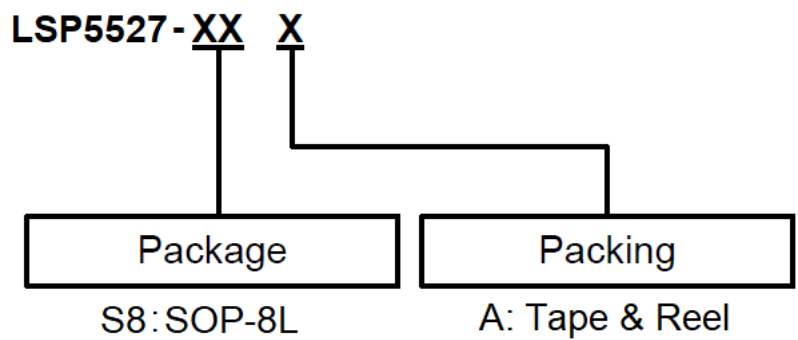 LSP5527-XX X
Package Packing
S8:SOP-8L A: Tape & Reel